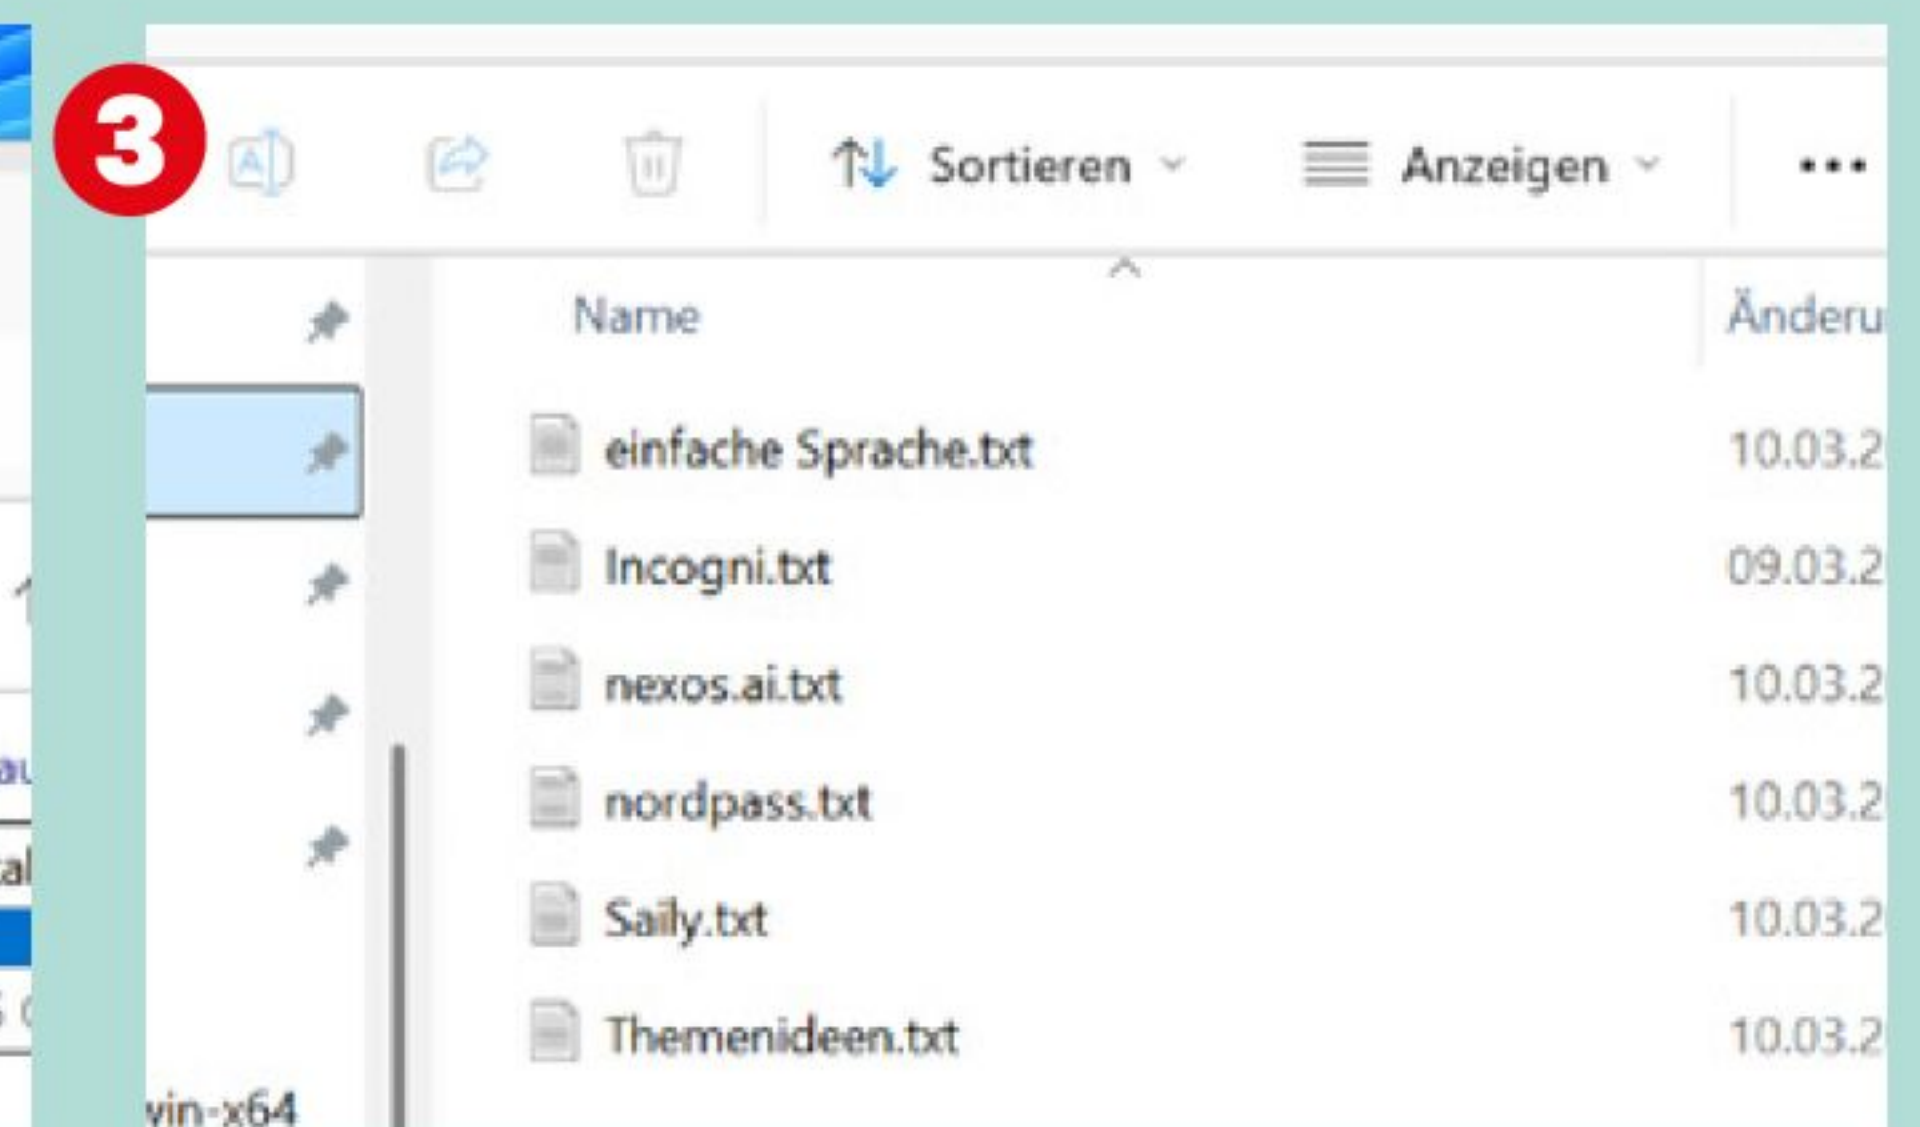 3
Sortieren
Anzeigen
Name
Änderu
einfache Sprache.txt
10.03.2
Incogni.txt
09.03.2
nexos.ai.txt
10.03.2
nordpass.txt
10.03.2
Saily.txt
10.03.2
Themenideen.txt
10.03.2
win-x64